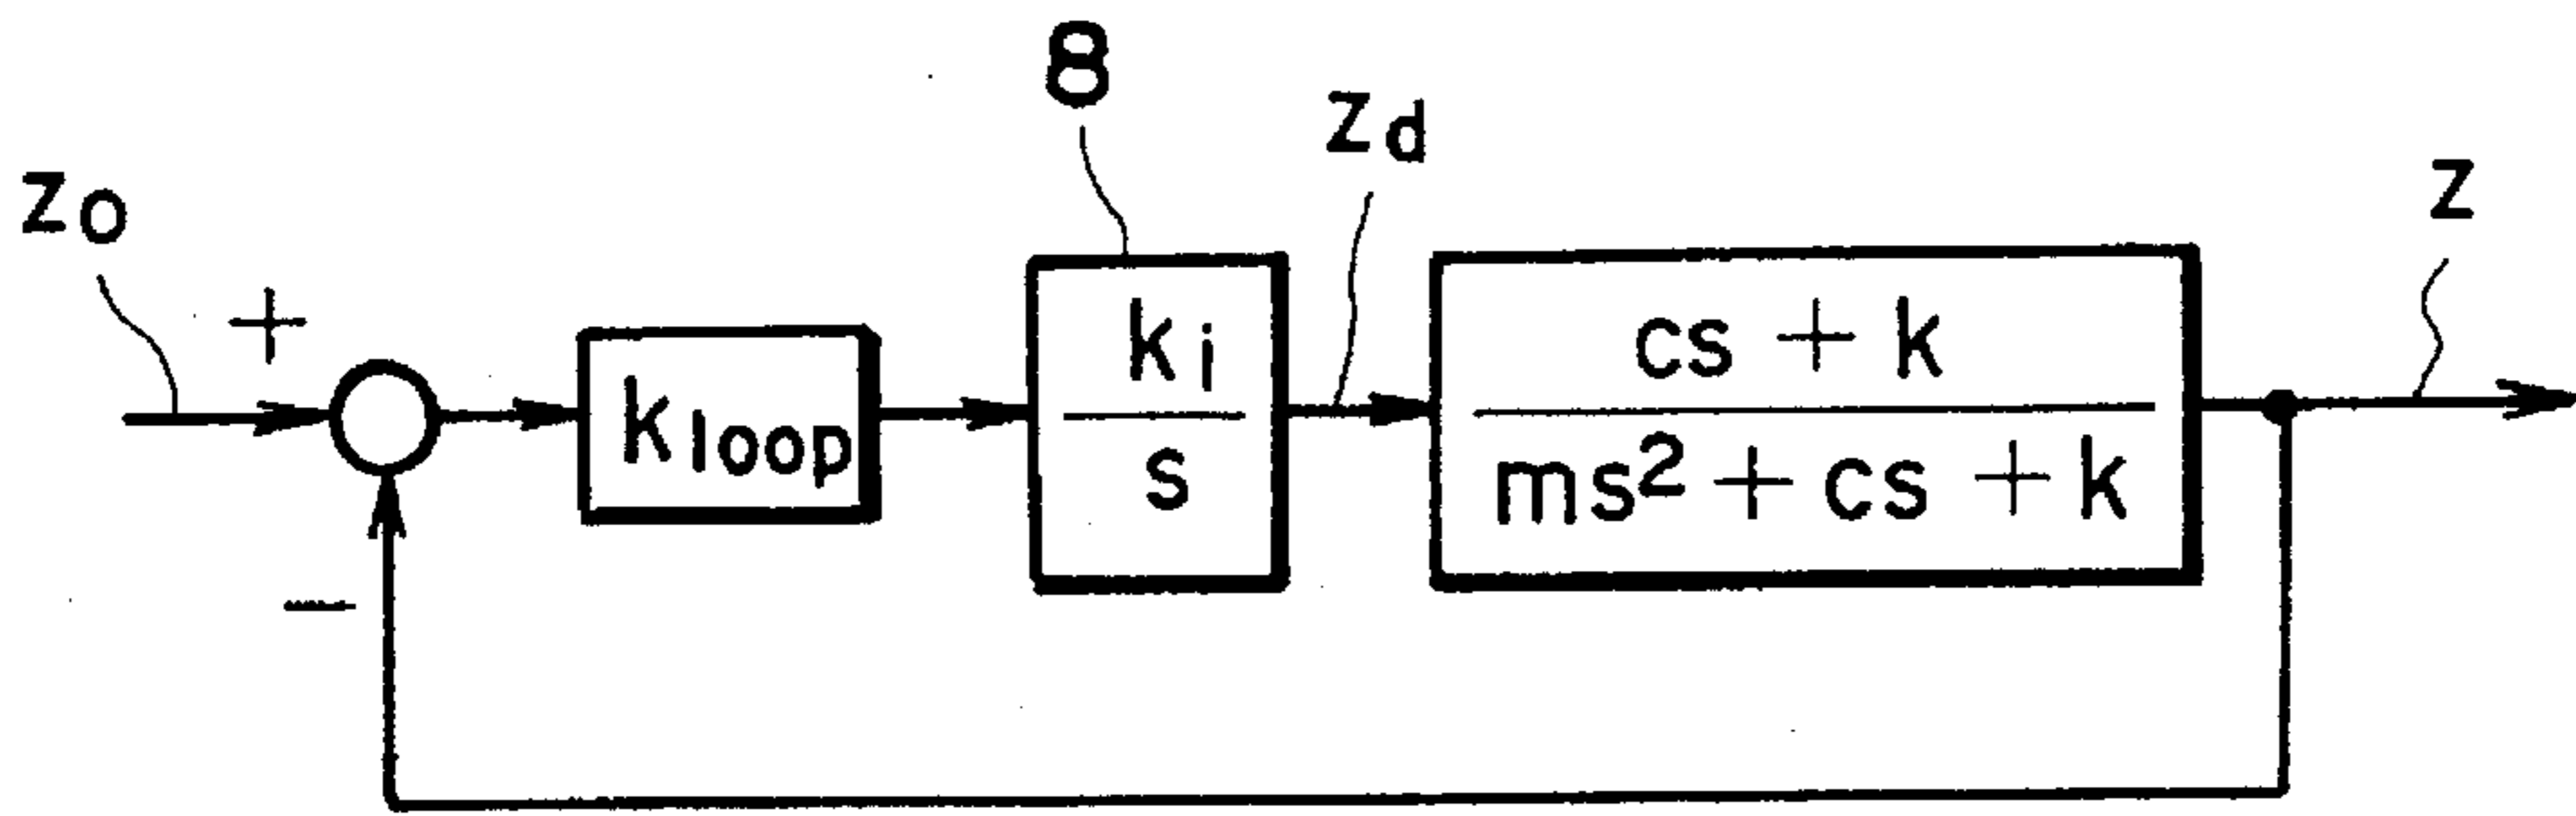 8
zd
zo
z
+
kloop
ki
s
cs + k
ms² + cs + k
−